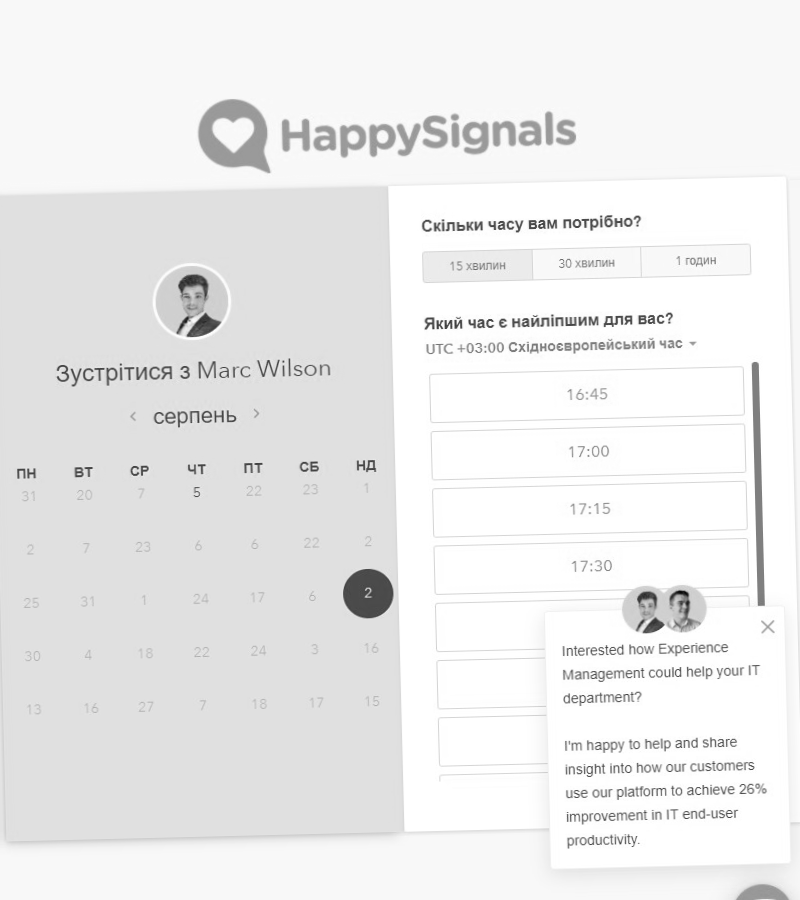 HappySignals
Зустрітися з Marc Wilson
серпень
ПН ВТ СР ЧТ ПТ СБ НД
31 20 7 5 22 23 1
2 7 23 6 6 22 2
25 31 1 24 17 6 2
30 4 18 22 24 3 16
13 16 27 7 18 17 15
Скільки часу вам потрібно?
15 хвилин 30 хвилин 1 годин
Який час є найліпшим для вас?
UTC +03:00 Східноєвропейський час
16:45
17:00
17:15
17:30
Interested how Experience
Management could help your IT
department?
I'm happy to help and share
insight into how our customers
use our platform to achieve 26%
improvement in IT end-user
productivity.